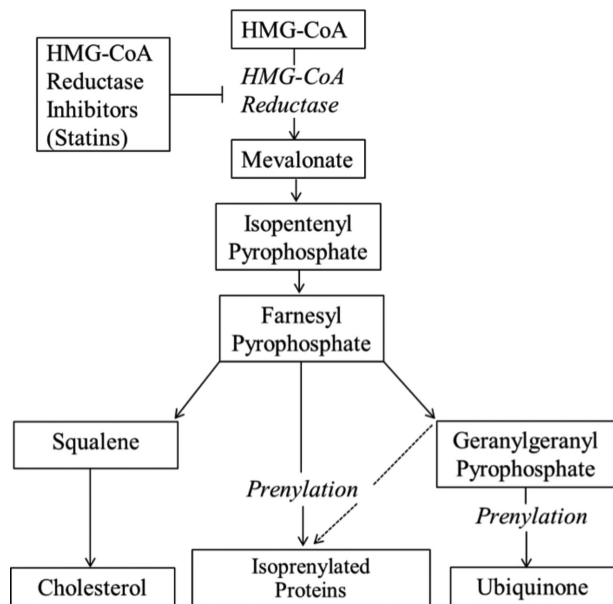 HMG-CoA
HMG-CoA
Reductase
Inhibitors
(Statins)
HMG-CoA
Reductase
Mevalonate
Isopentenyl
Pyrophosphate
Farnesyl
Pyrophosphate
Squalene
Geranylgeranyl
Pyrophosphate
Prenylation
Prenylation
Cholesterol
Isoprenylated
Proteins
Ubiquinone